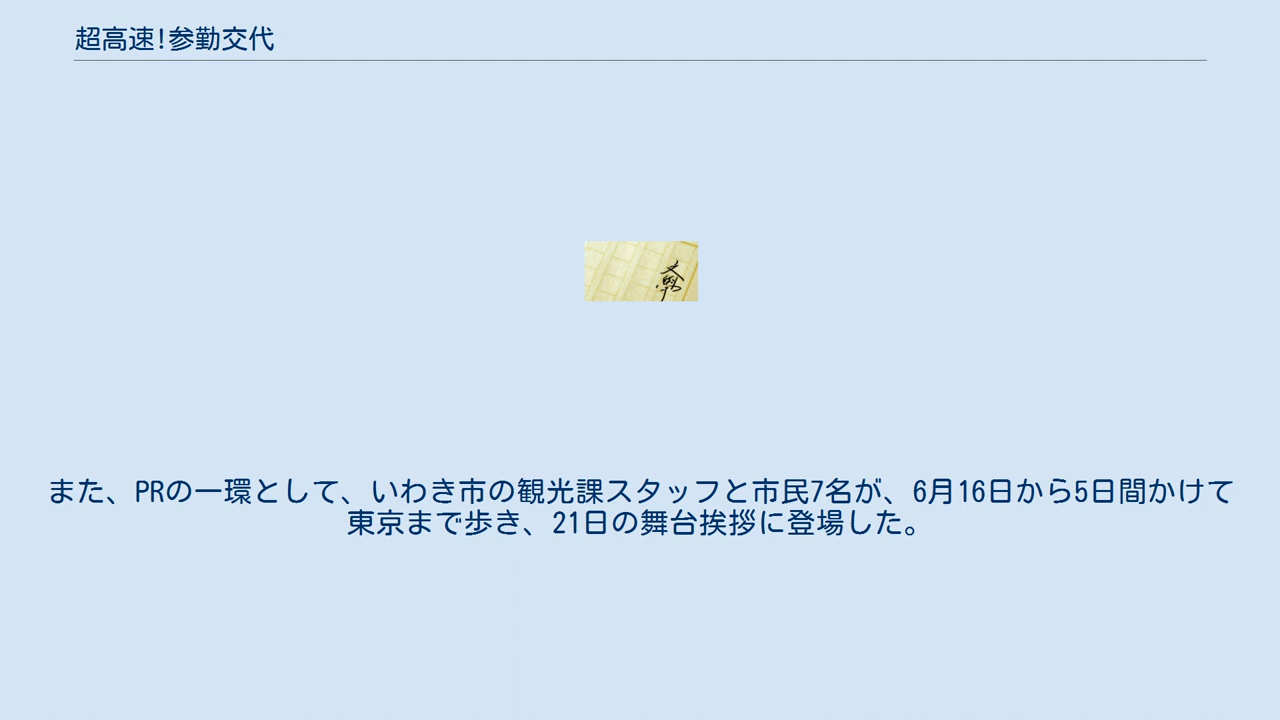 超高速!参勤交代
また、PRの一環として、いわき市の観光課スタッフと市民7名が、6月16日から5日間かけて
東京まで歩き、21日の舞台挨拶に登場した。